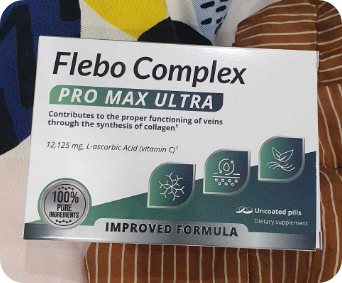 Flebo Complex
PRO MAX ULTRA
Contributes to the proper functioning of veins
through the synthesis of collagen¹
12,125 mg, L-ascorbic Acid (vitamin C)¹
100%
PURE
INGREDIENTS
Uncoated pills
Dietary supplement
IMPROVED FORMULA